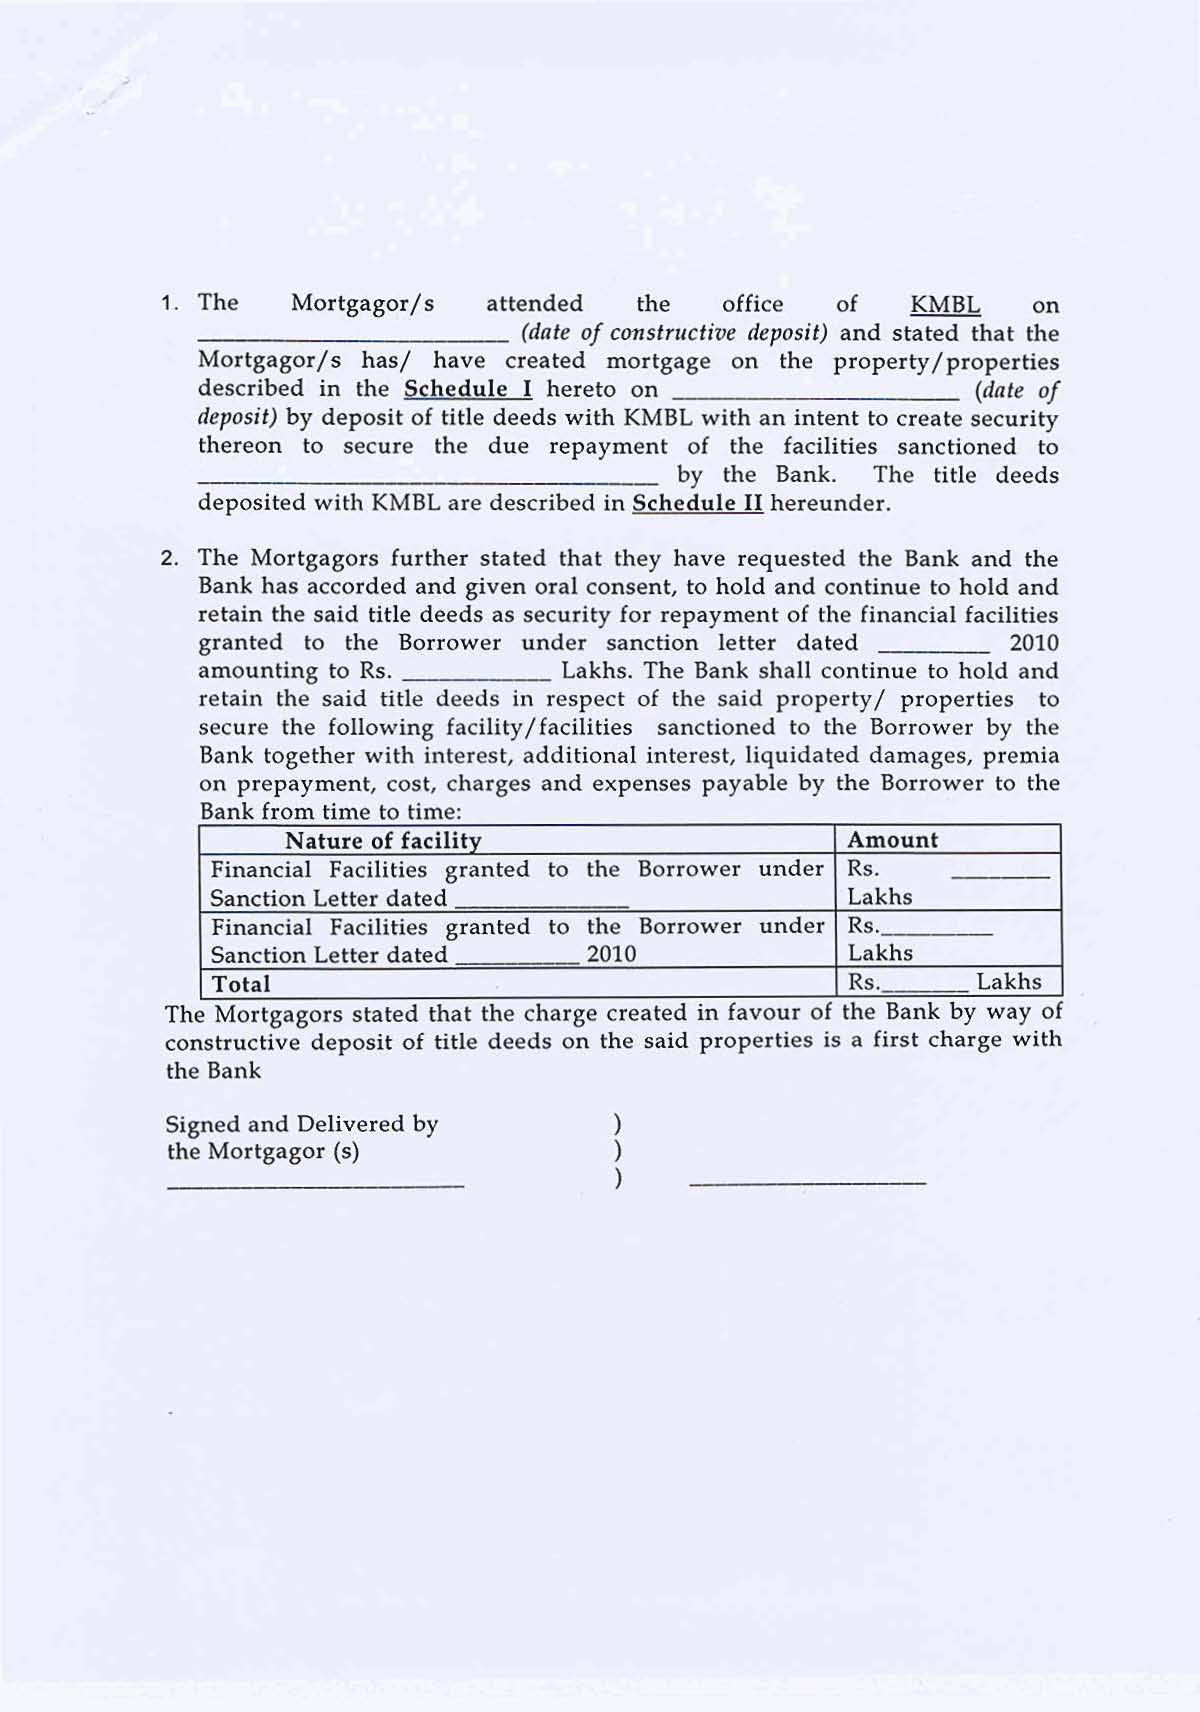 1. The Mortgagor/s attended the office of KMBL on
__________________________ (date of constructive deposit) and stated that the
Mortgagor/s has/ have created mortgage on the property/properties
described in the Schedule I hereto on ______________________ (date of
deposit) by deposit of title deeds with KMBL with an intent to create security
thereon to secure the due repayment of the facilities sanctioned to
____________________________________ by the Bank. The title deeds
deposited with KMBL are described in Schedule II hereunder.
2. The Mortgagors further stated that they have requested the Bank and the
Bank has accorded and given oral consent, to hold and continue to hold and
retain the said title deeds as security for repayment of the financial facilities
granted to the Borrower under sanction letter dated _________ 2010
amounting to Rs. ____________ Lakhs. The Bank shall continue to hold and
retain the said title deeds in respect of the said property/ properties to
secure the following facility/facilities sanctioned to the Borrower by the
Bank together with interest, additional interest, liquidated damages, premia
on prepayment, cost, charges and expenses payable by the Borrower to the
Bank from time to time:
Nature of facility Amount
Financial Facilities granted to the Borrower under Rs. ________
Sanction Letter dated ______________ Lakhs
Financial Facilities granted to the Borrower under Rs._________
Sanction Letter dated __________ 2010 Lakhs
Total Rs._______ Lakhs
The Mortgagors stated that the charge created in favour of the Bank by way of
constructive deposit of title deeds on the said properties is a first charge with
the Bank
Signed and Delivered by )
the Mortgagor (s) )
________________________ ) ___________________